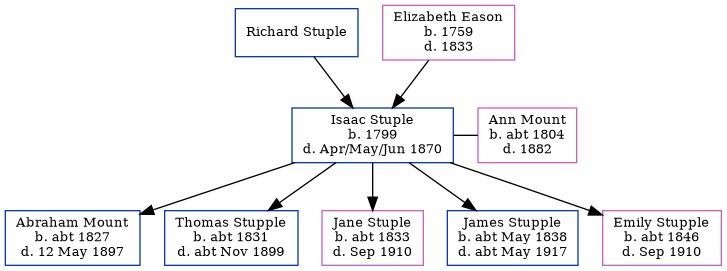 Richard Stuple
Elizabeth Eason
b. 1759
d. 1833
Isaac Stuple
b. 1799
d. Apr/May/Jun 1870
Ann Mount
b. abt 1804
d. 1882
Abraham Mount
b. abt 1827
d. 12 May 1897
Thomas Stupple
b. abt 1831
d. abt Nov 1899
Jane Stuple
b. abt 1833
d. Sep 1910
James Stupple
b. abt May 1838
d. abt May 1917
Emily Stupple
b. abt 1846
d. Sep 1910